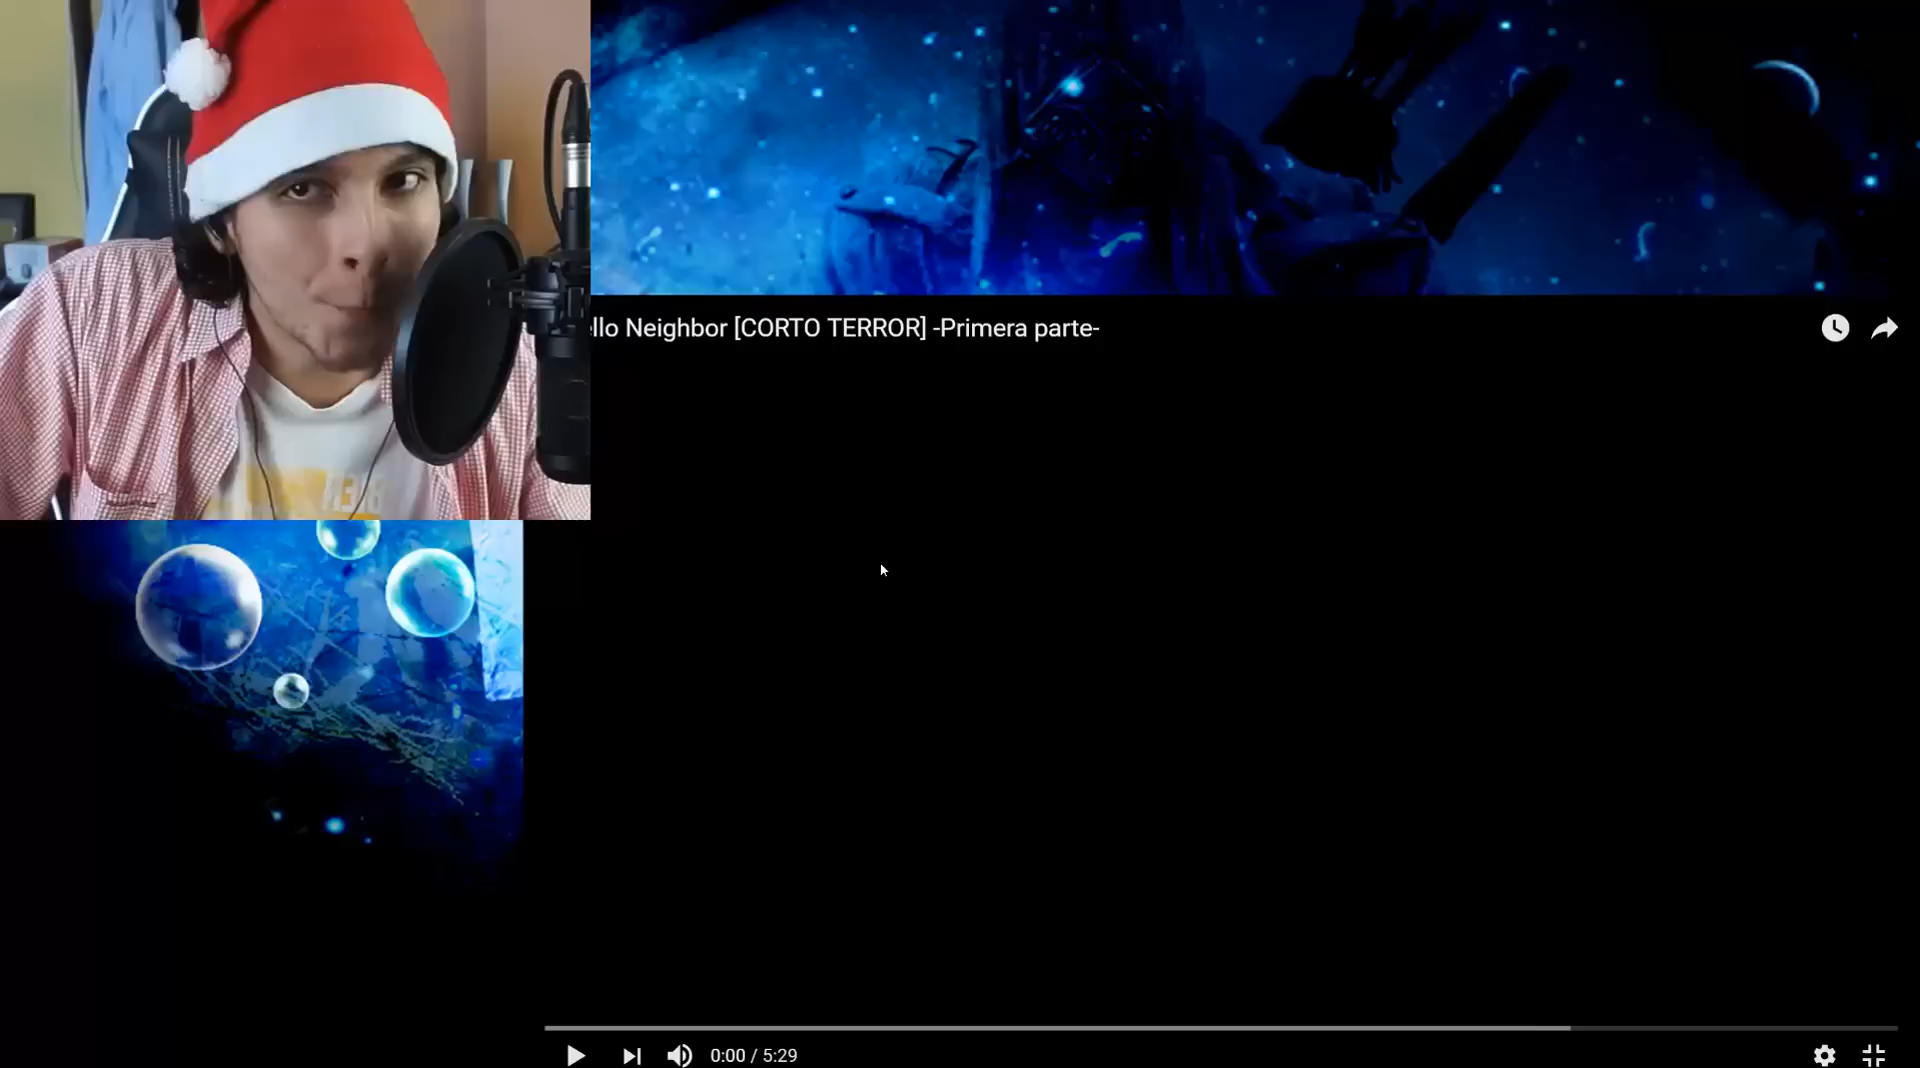 llo Neighbor [CORTO TERROR] -Primera parte-
0:00 / 5:29